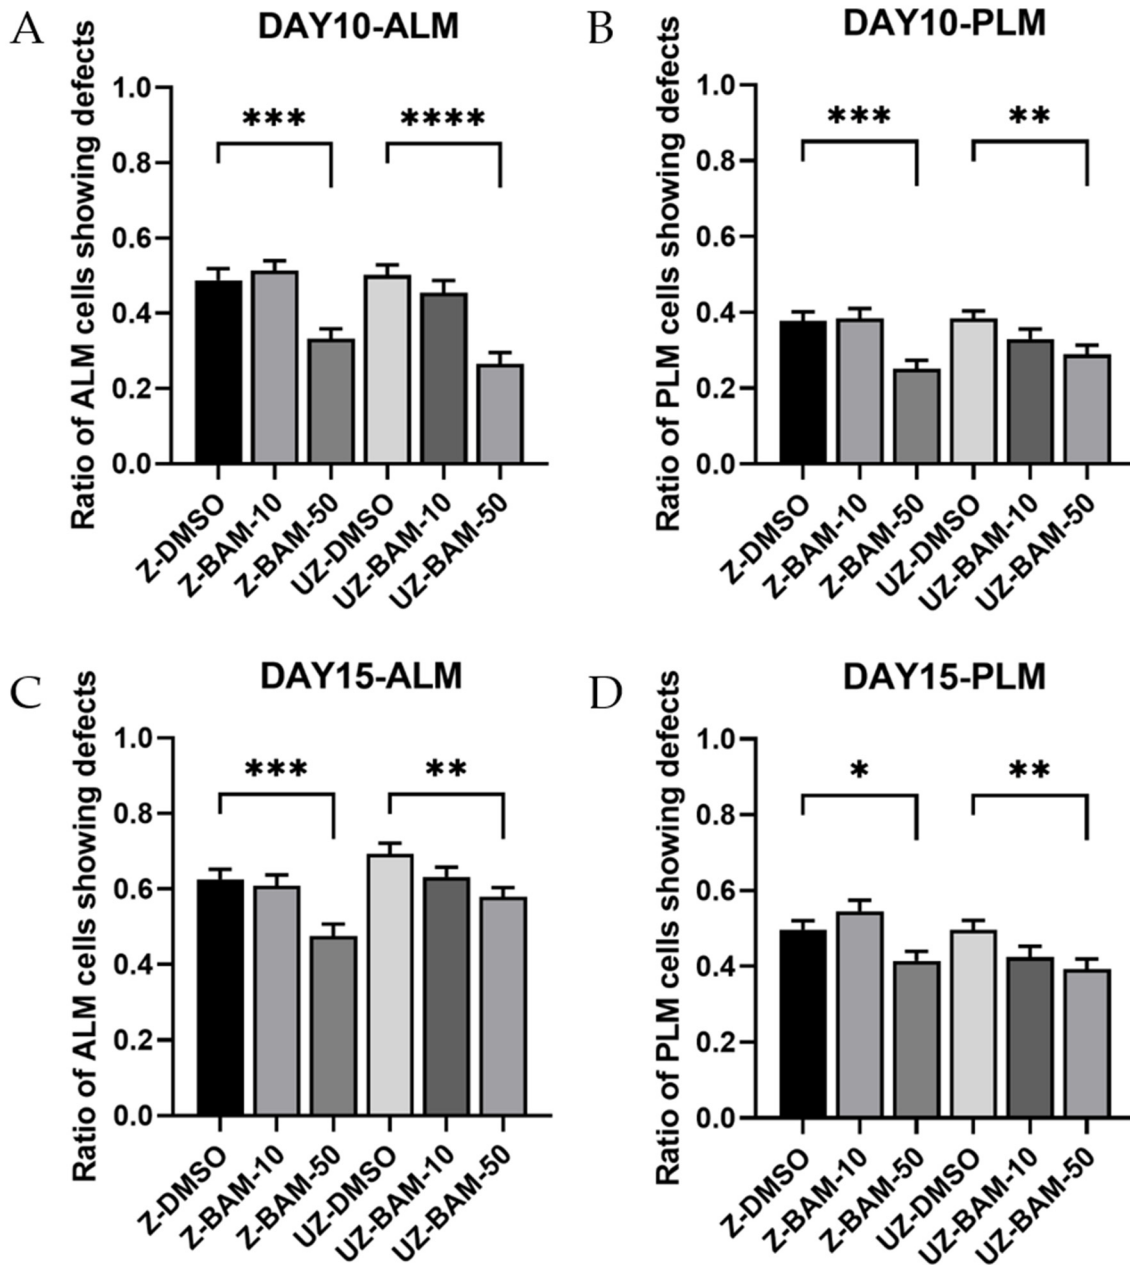 A
DAY10-ALM
Ratio of ALM cells showing defects
1.0
0.8
0.6
0.4
0.2
0.0
***
****
Z-DMSO
Z-BAM-10
Z-BAM-50
UZ-DMSO
UZ-BAM-10
UZ-BAM-50
B
DAY10-PLM
Ratio of PLM cells showing defects
1.0
0.8
0.6
0.4
0.2
0.0
***
**
Z-DMSO
Z-BAM-10
Z-BAM-50
UZ-DMSO
UZ-BAM-10
UZ-BAM-50
C
DAY15-ALM
Ratio of ALM cells showing defects
1.0
0.8
0.6
0.4
0.2
0.0
***
**
Z-DMSO
Z-BAM-10
Z-BAM-50
UZ-DMSO
UZ-BAM-10
UZ-BAM-50
D
DAY15-PLM
Ratio of PLM cells showing defects
1.0
0.8
0.6
0.4
0.2
0.0
*
**
Z-DMSO
Z-BAM-10
Z-BAM-50
UZ-DMSO
UZ-BAM-10
UZ-BAM-50